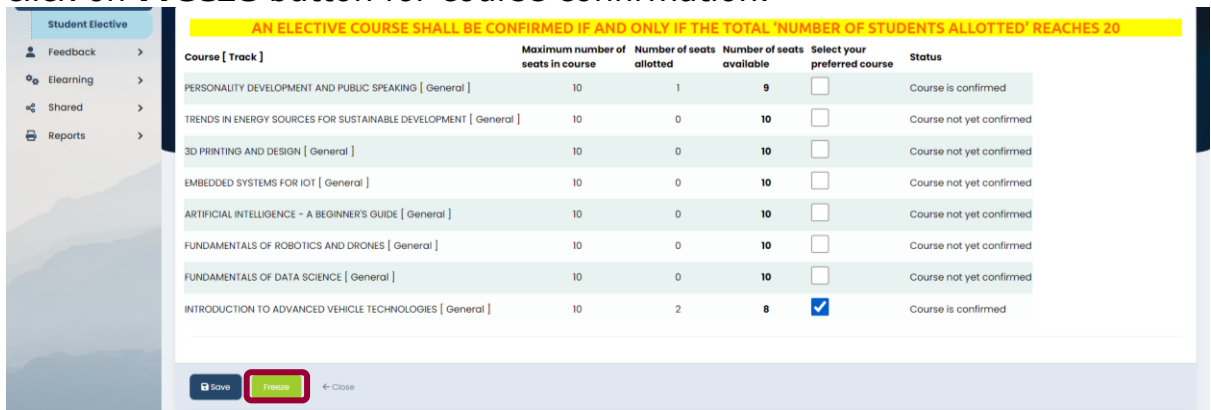 Click on Freeze button for course confirmation.
Student Elective
Feedback
Elearning
Shared
Reports
AN ELECTIVE COURSE SHALL BE CONFIRMED IF AND ONLY IF THE TOTAL 'NUMBER OF STUDENTS ALLOTTED' REACHES 20
Course [ Track ] Maximum number of seats in course Number of seats allotted Number of seats available Select your preferred course Status
PERSONALITY DEVELOPMENT AND PUBLIC SPEAKING [ General ] 10 1 9 Course is confirmed
TRENDS IN ENERGY SOURCES FOR SUSTAINABLE DEVELOPMENT [ General ] 10 0 10 Course not yet confirmed
3D PRINTING AND DESIGN [ General ] 10 0 10 Course not yet confirmed
EMBEDDED SYSTEMS FOR IOT [ General ] 10 0 10 Course not yet confirmed
ARTIFICIAL INTELLIGENCE - A BEGINNER'S GUIDE [ General ] 10 0 10 Course not yet confirmed
FUNDAMENTALS OF ROBOTICS AND DRONES [ General ] 10 0 10 Course not yet confirmed
FUNDAMENTALS OF DATA SCIENCE [ General ] 10 0 10 Course not yet confirmed
INTRODUCTION TO ADVANCED VEHICLE TECHNOLOGIES [ General ] 10 2 8 Course is confirmed
Save Freeze ← Close